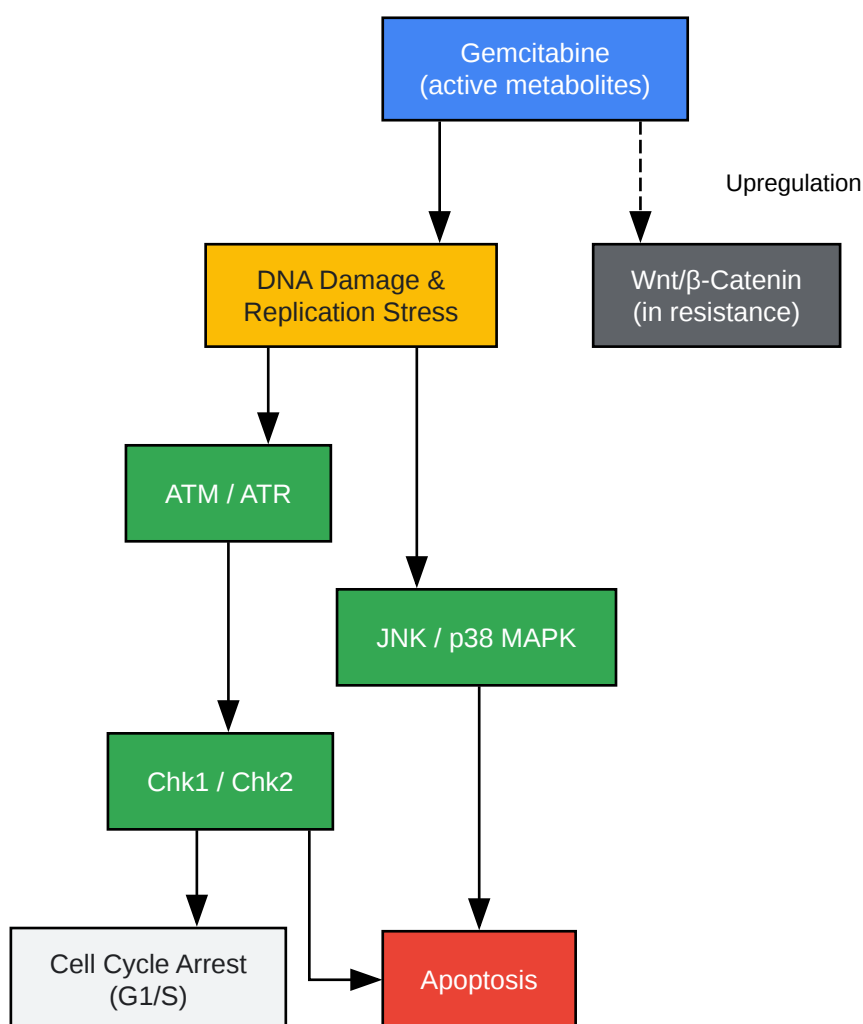 Gemcitabine
(active metabolites)
Upregulation
DNA Damage &
Replication Stress
Wnt/β-Catenin
(in resistance)
ATM / ATR
JNK / p38 MAPK
Chk1 / Chk2
Cell Cycle Arrest
(G1/S)
Apoptosis